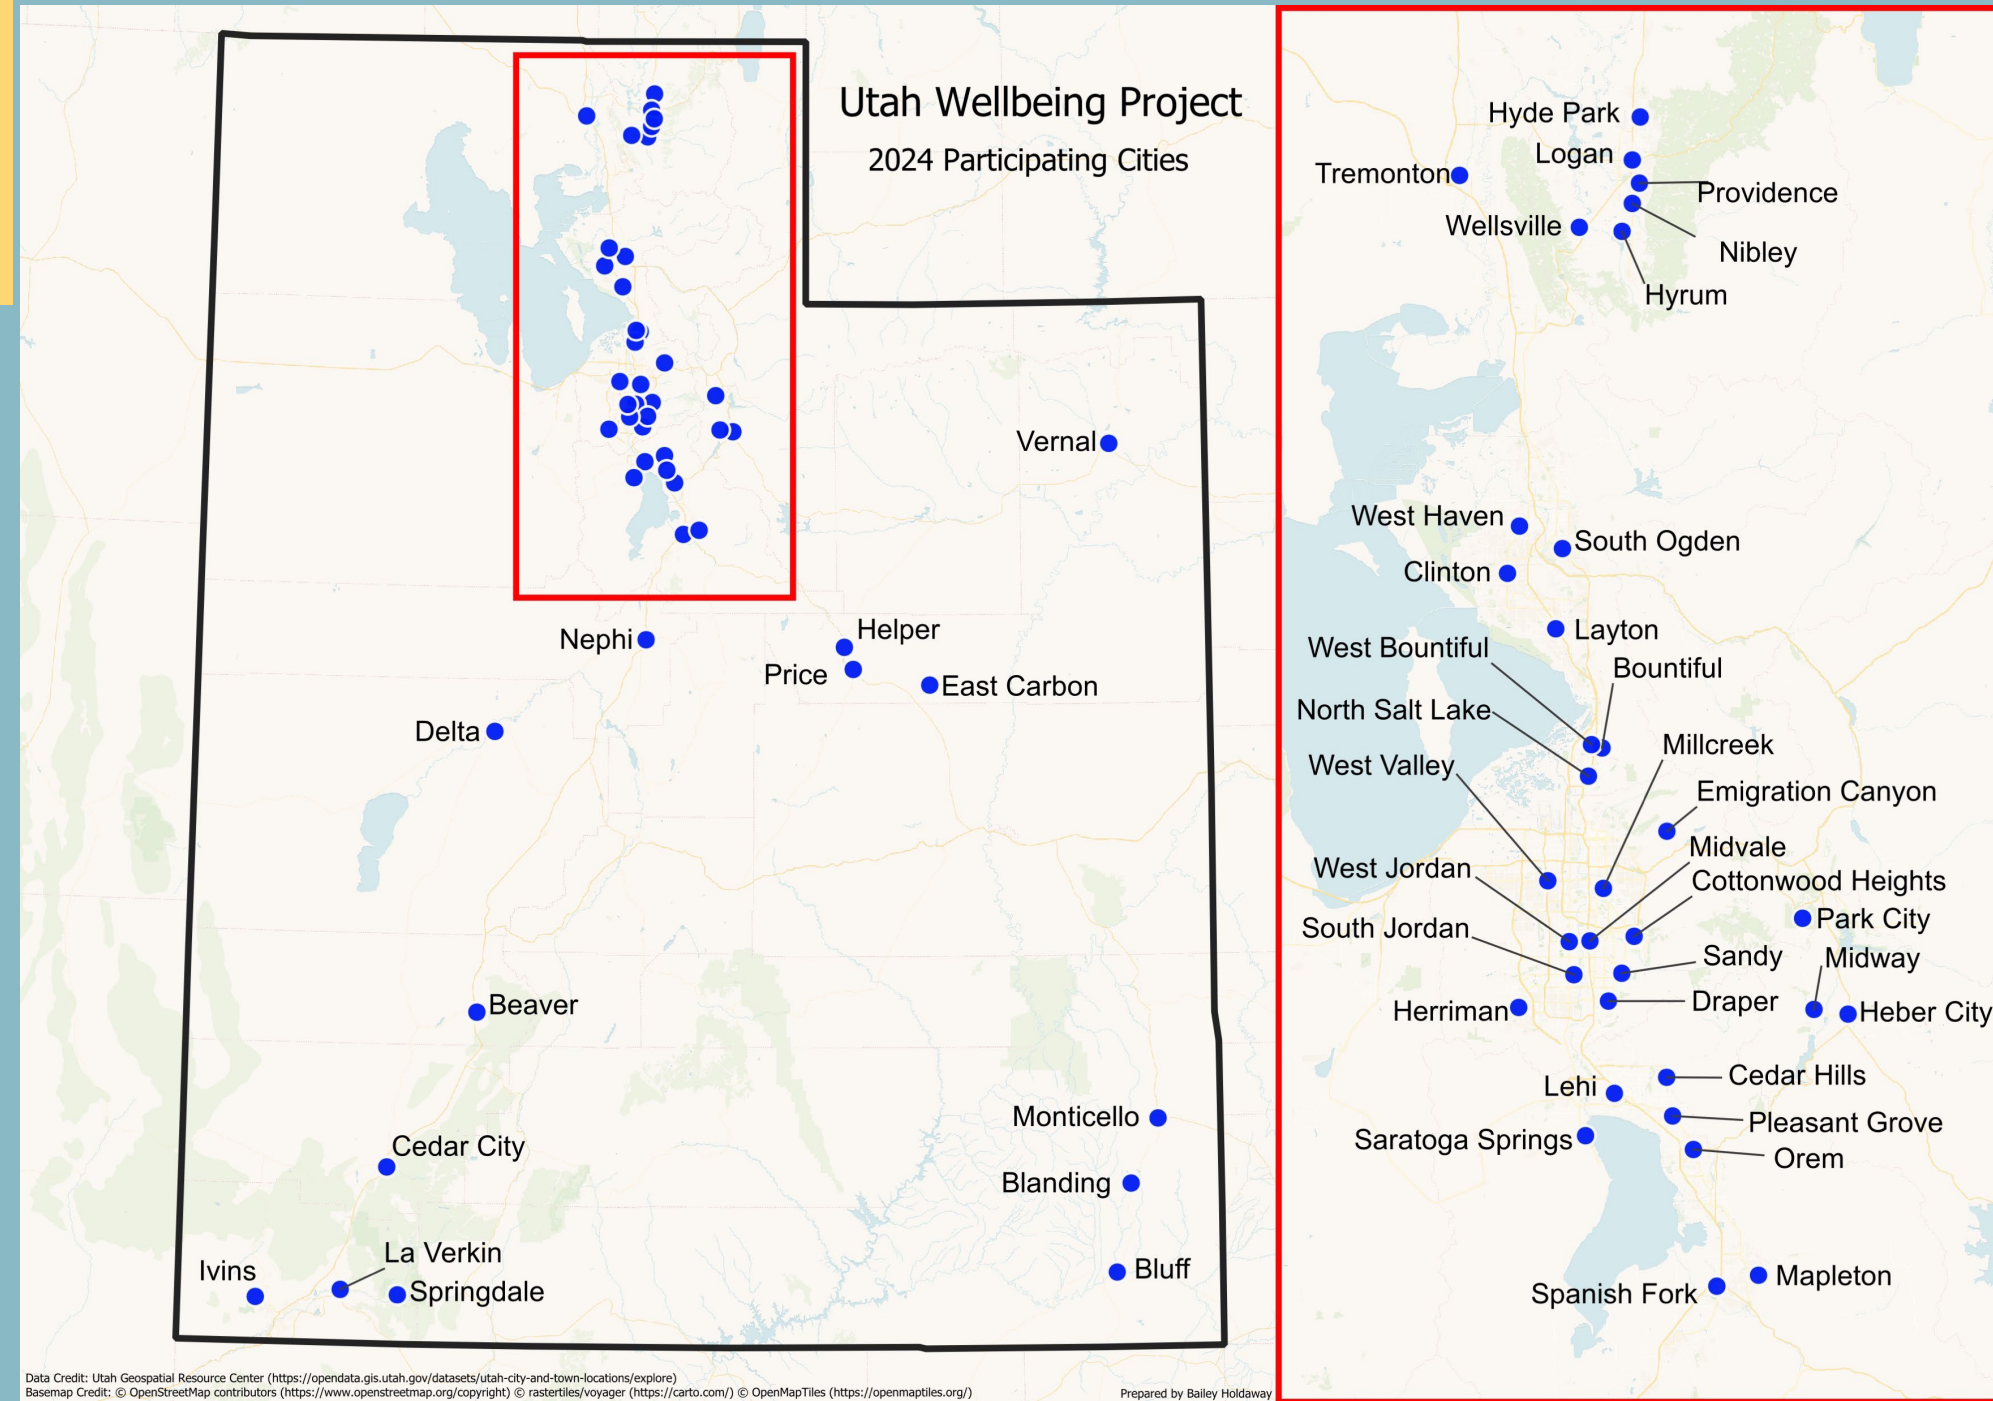 Utah Wellbeing Project
2024 Participating Cities
Vernal
Nephi
Helper
Price
East Carbon
Delta
Beaver
Monticello
Cedar City
Blanding
La Verkin
Ivins
Springdale
Bluff
Data Credit: Utah Geospatial Resource Center (https://opendata.gis.utah.gov/datasets/utah-city-and-town-locations/explore)
Basemap Credit: © OpenStreetMap contributors (https://www.openstreetmap.org/copyright) © rastertiles/voyager (https://carto.com/) © OpenMapTiles (https://openmaptiles.org/)
Prepared by Bailey Holdaway
Hyde Park
Logan
Tremonton
Providence
Wellsville
Nibley
Hyrum
West Haven
South Ogden
Clinton
Layton
West Bountiful
Bountiful
North Salt Lake
Millcreek
West Valley
Emigration Canyon
Midvale
West Jordan
Cottonwood Heights
Park City
South Jordan
Sandy
Midway
Draper
Herriman
Heber City
Cedar Hills
Lehi
Pleasant Grove
Saratoga Springs
Orem
Mapleton
Spanish Fork